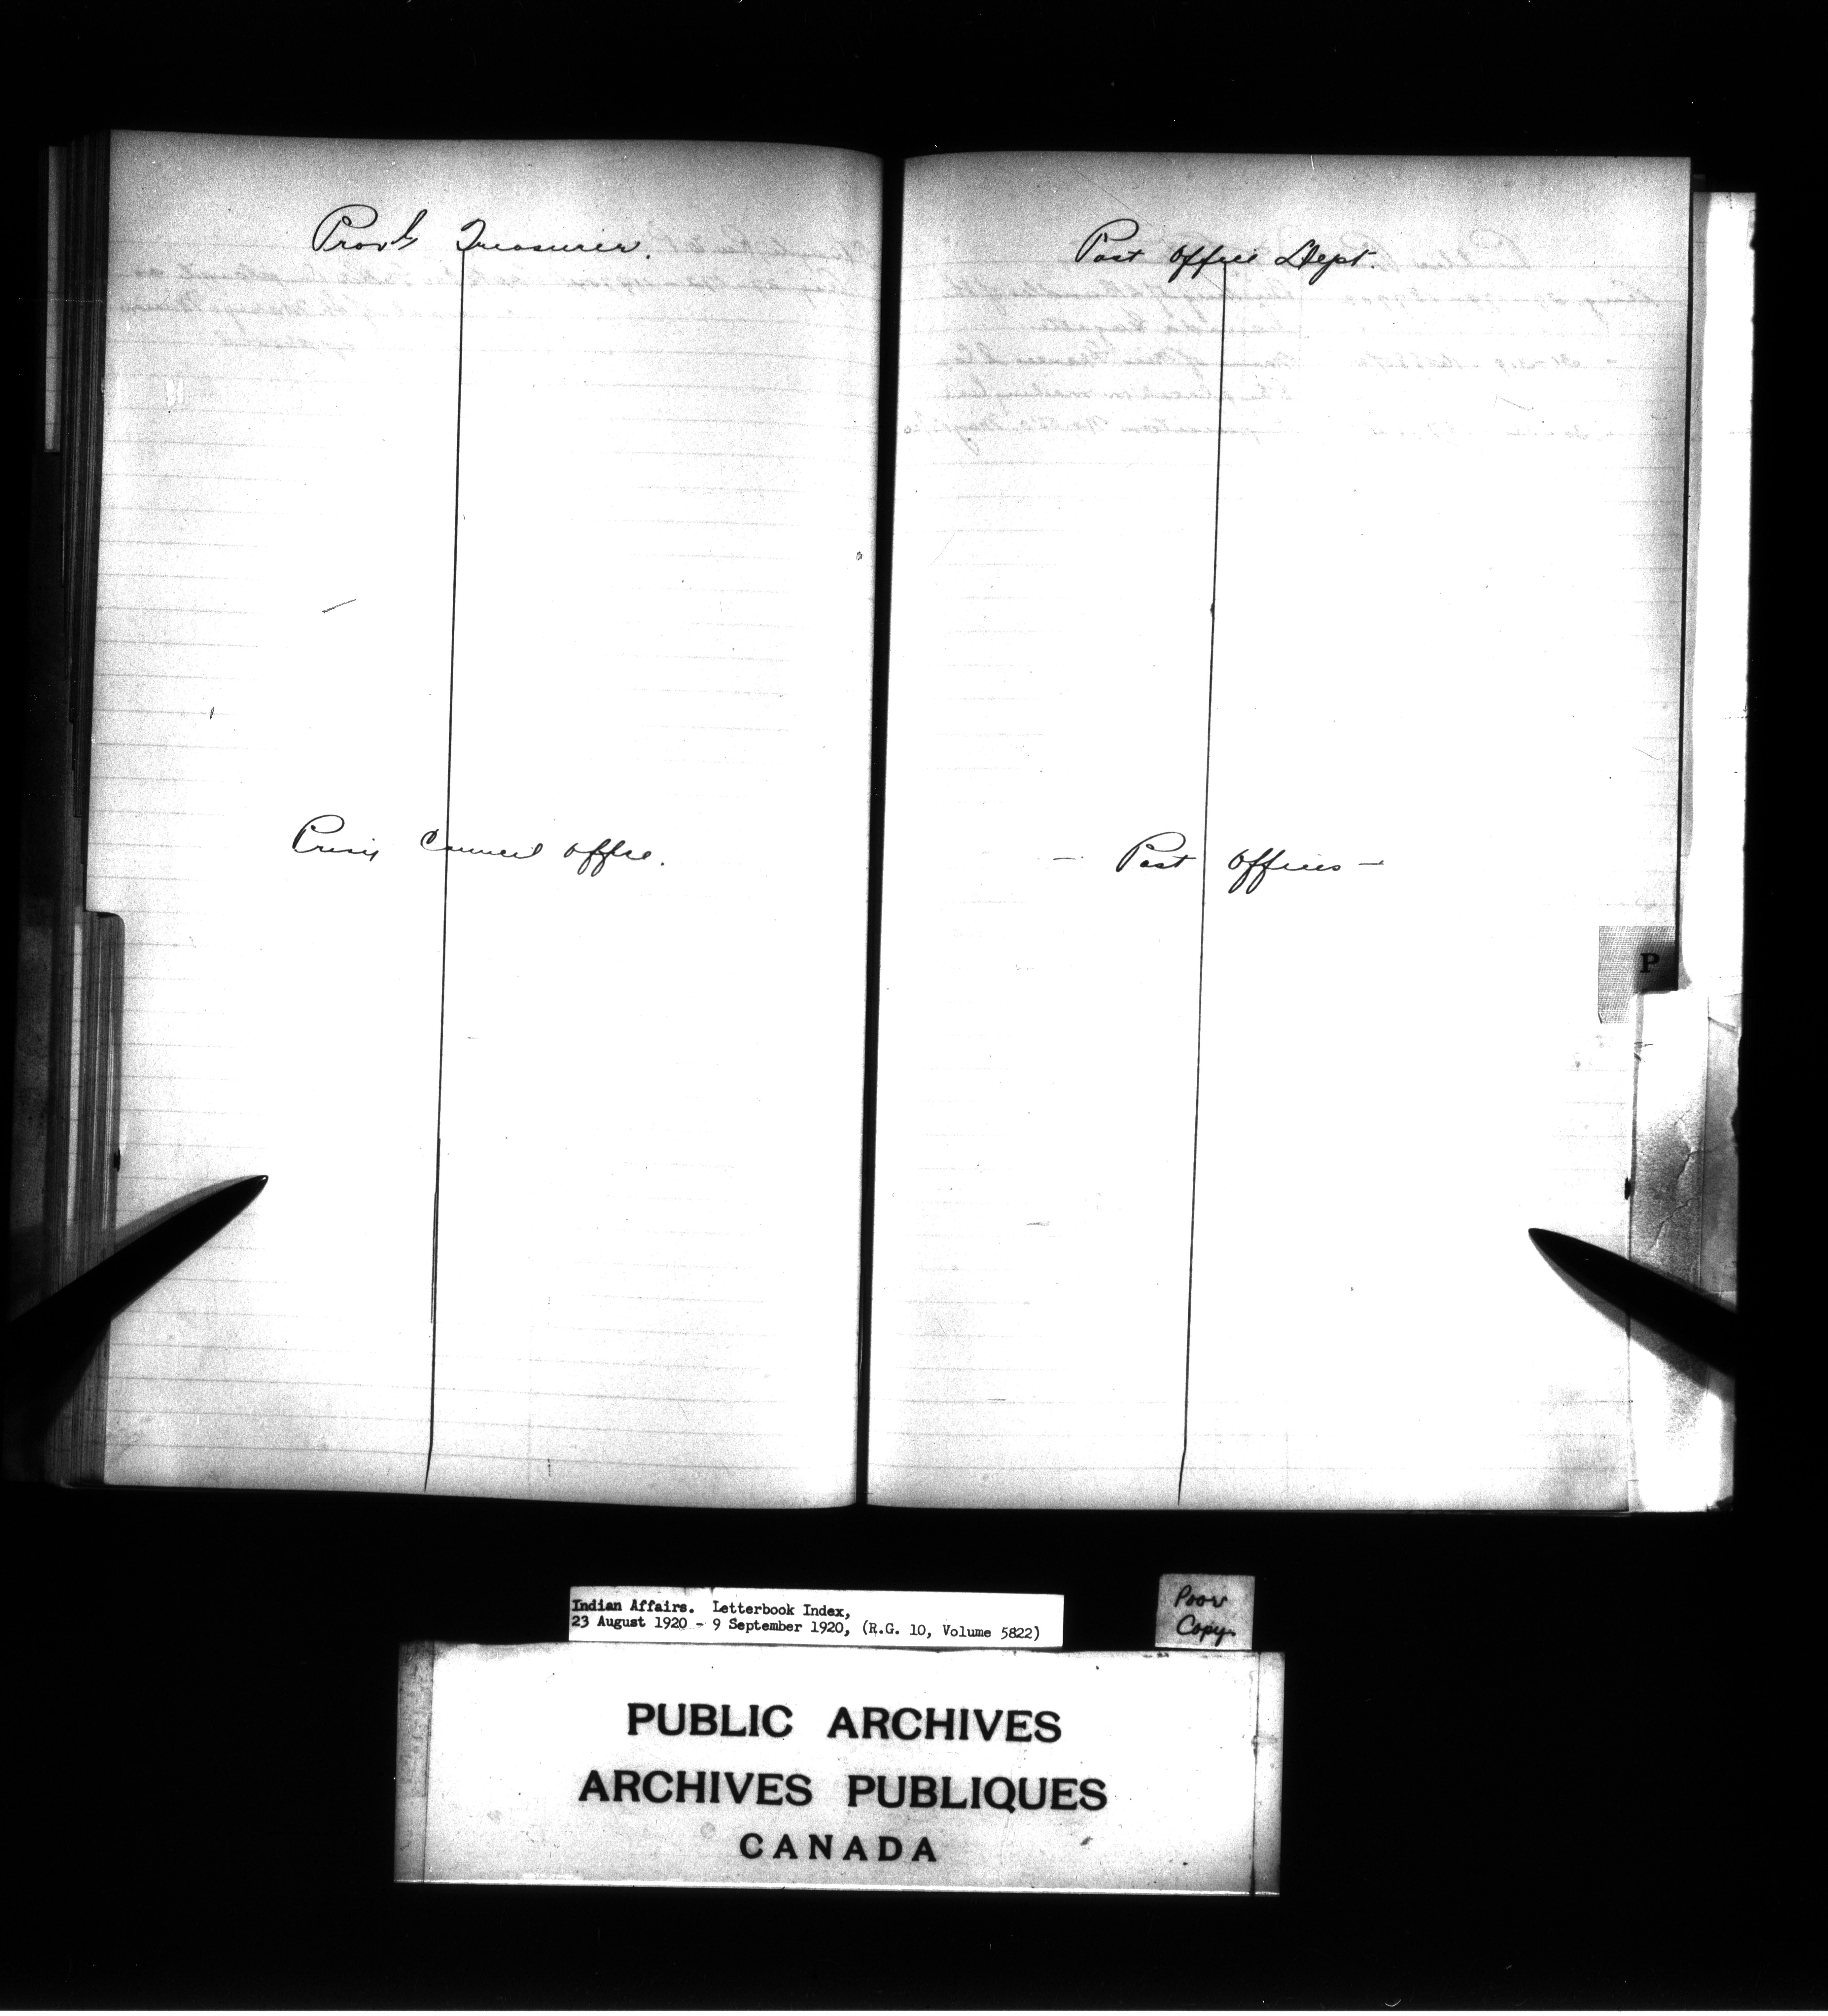 Provl Treasurer.
Privy Council Office.
Post Office Dept.
- Post Offices -
P
Indian Affairs. Letterbook Index,
23 August 1920 - 9 September 1920, (R.G. 10, Volume 5822)
Poor
Copy.
PUBLIC ARCHIVES
ARCHIVES PUBLIQUES
CANADA